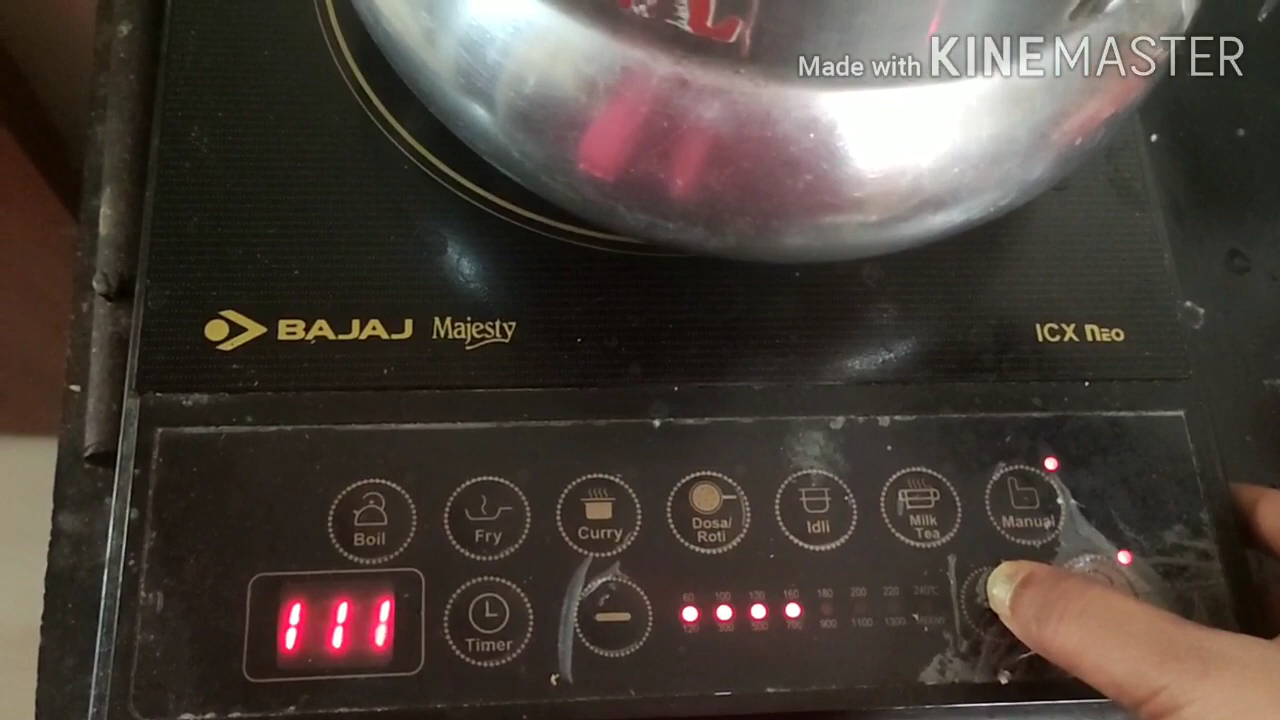 Made with KINEMASTER
BAJAJ Majesty
ICX NEO
Boil
Fry
Curry
Dosa/
Roti
Idli
Milk
Tea
Manual
111
Timer
60 100 130 160 180 200 220 240°C
120 300 500 700 900 1100 1300